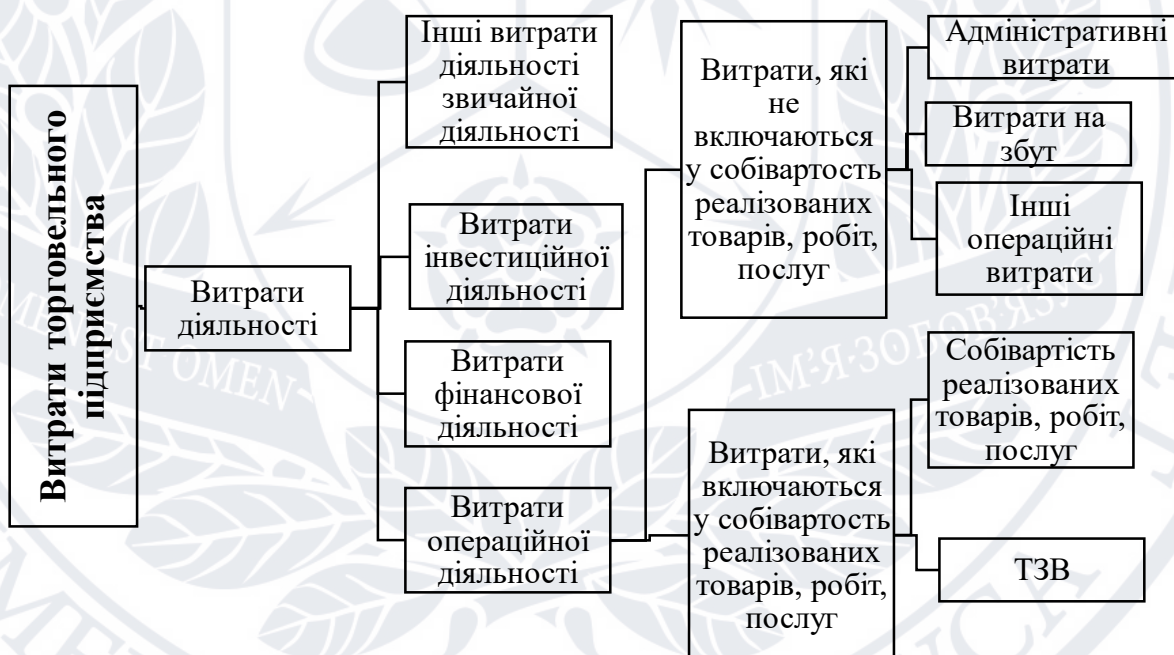 Витрати торговельного
підприємства
Витрати
діяльності
Інші витрати
діяльності
звичайної
діяльності
Витрати
інвестиційної
діяльності
Витрати
фінансової
діяльності
Витрати
операційної
діяльності
Витрати, які
не
включаються
у собівартость
реалізованих
товарів, робіт,
послуг
Витрати, які
включаються
у собівартость
реалізованих
товарів, робіт,
послуг
Адміністративні
витрати
Витрати на
збут
Інші
операційні
витрати
Собівартість
реалізованих
товарів, робіт,
послуг
ТЗВ